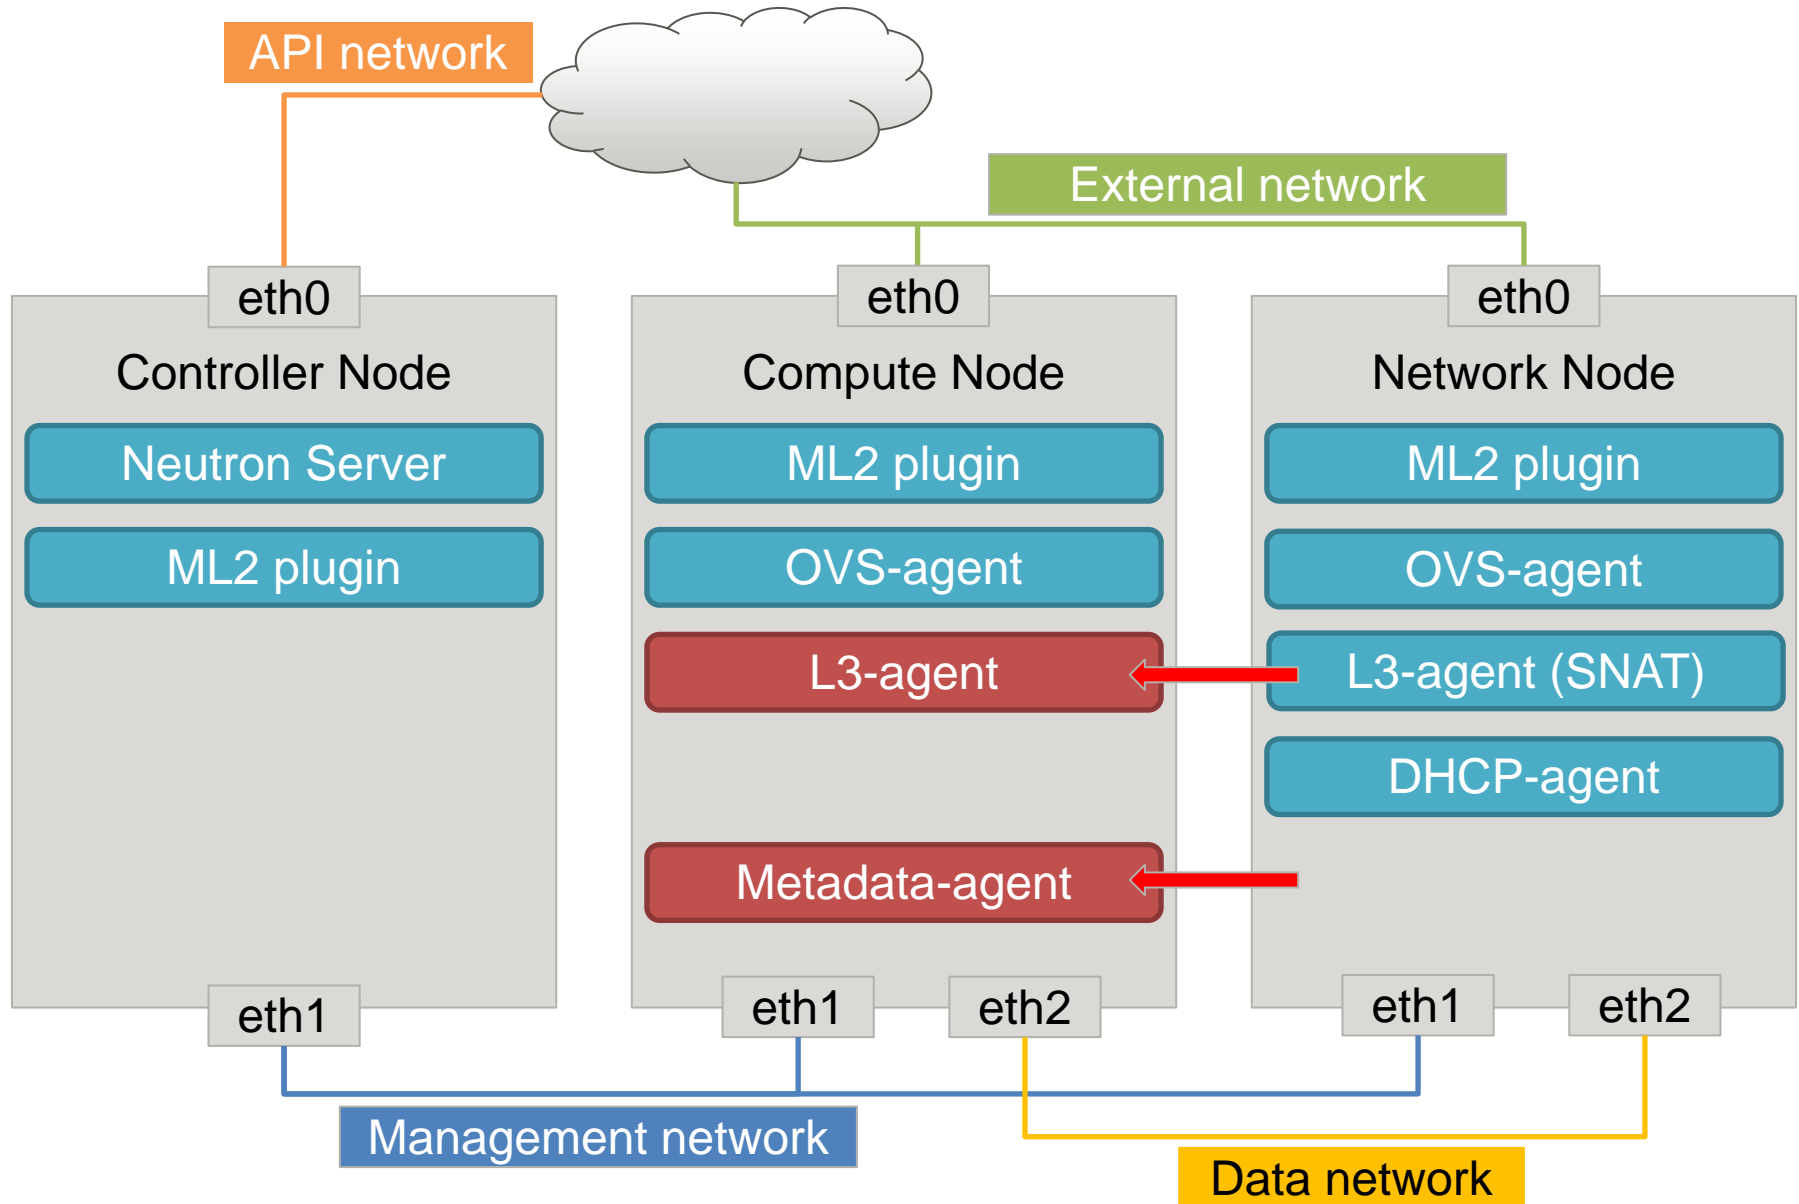 API network
External network
eth0
Controller Node
Neutron Server
ML2 plugin
eth1
eth0
Compute Node
ML2 plugin
OVS-agent
L3-agent
Metadata-agent
eth1
eth2
eth0
Network Node
ML2 plugin
OVS-agent
L3-agent (SNAT)
DHCP-agent
eth1
eth2
Management network
Data network